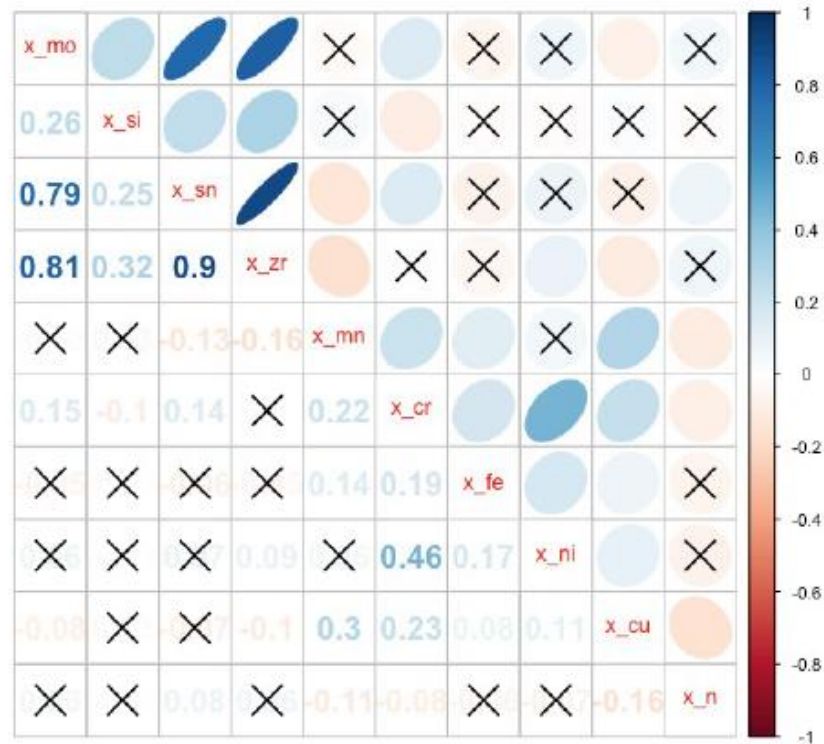 x_mo
0.26 x_si
0.79 0.25 x_sn
0.81 0.32 0.9 x_zr
-0.13 -0.16 x_mn
0.15 -0.1 0.14 0.22 x_cr
0.14 0.19 x_fe
0.09 0.46 0.17 x_ni
-0.08 -0.1 0.3 0.23 0.08 0.11 x_cu
0.08 -0.11 -0.08 -0.16 x_n
1
0.8
0.6
0.4
0.2
0
-0.2
-0.4
-0.6
-0.8
-1